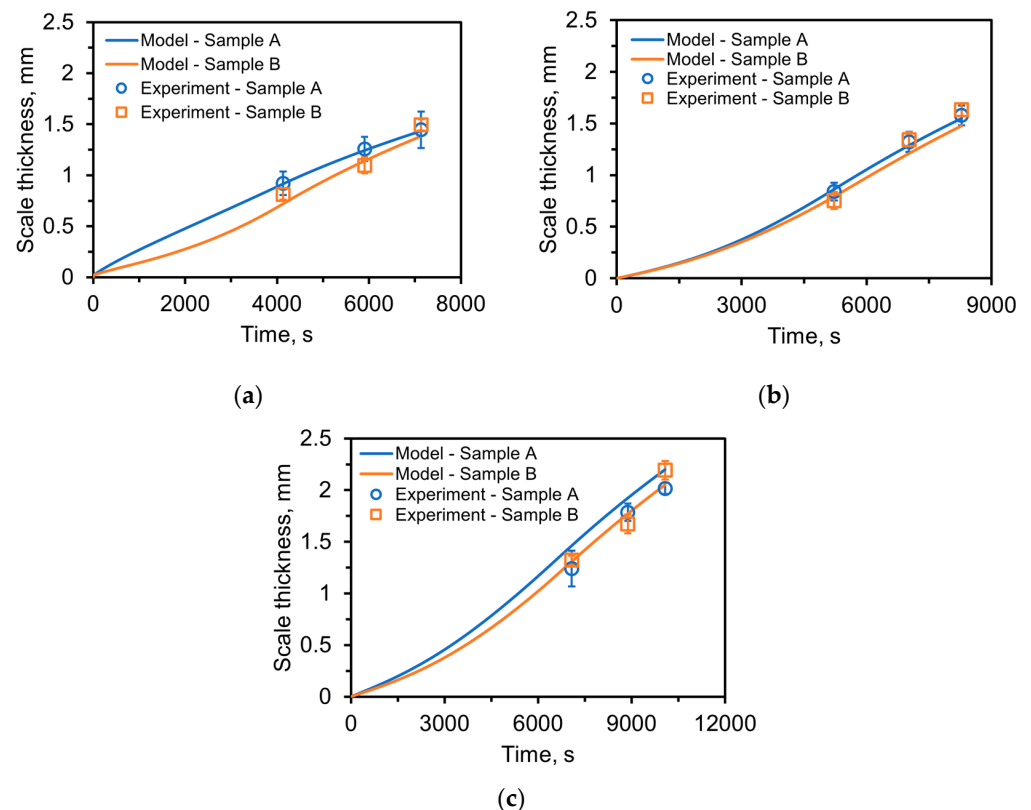 2.5
2
1.5
1
0.5
0
Scale thickness, mm
Model - Sample A
Model - Sample B
Experiment - Sample A
Experiment - Sample B
0 2000 4000 6000 8000
Time, s
(a)
2.5
2
1.5
1
0.5
0
Scale thickness, mm
Model - Sample A
Model - Sample B
Experiment - Sample A
Experiment - Sample B
0 3000 6000 9000
Time, s
(b)
2.5
2
1.5
1
0.5
0
Scale thickness, mm
Model - Sample A
Model - Sample B
Experiment - Sample A
Experiment - Sample B
0 3000 6000 9000 12000
Time, s
(c)